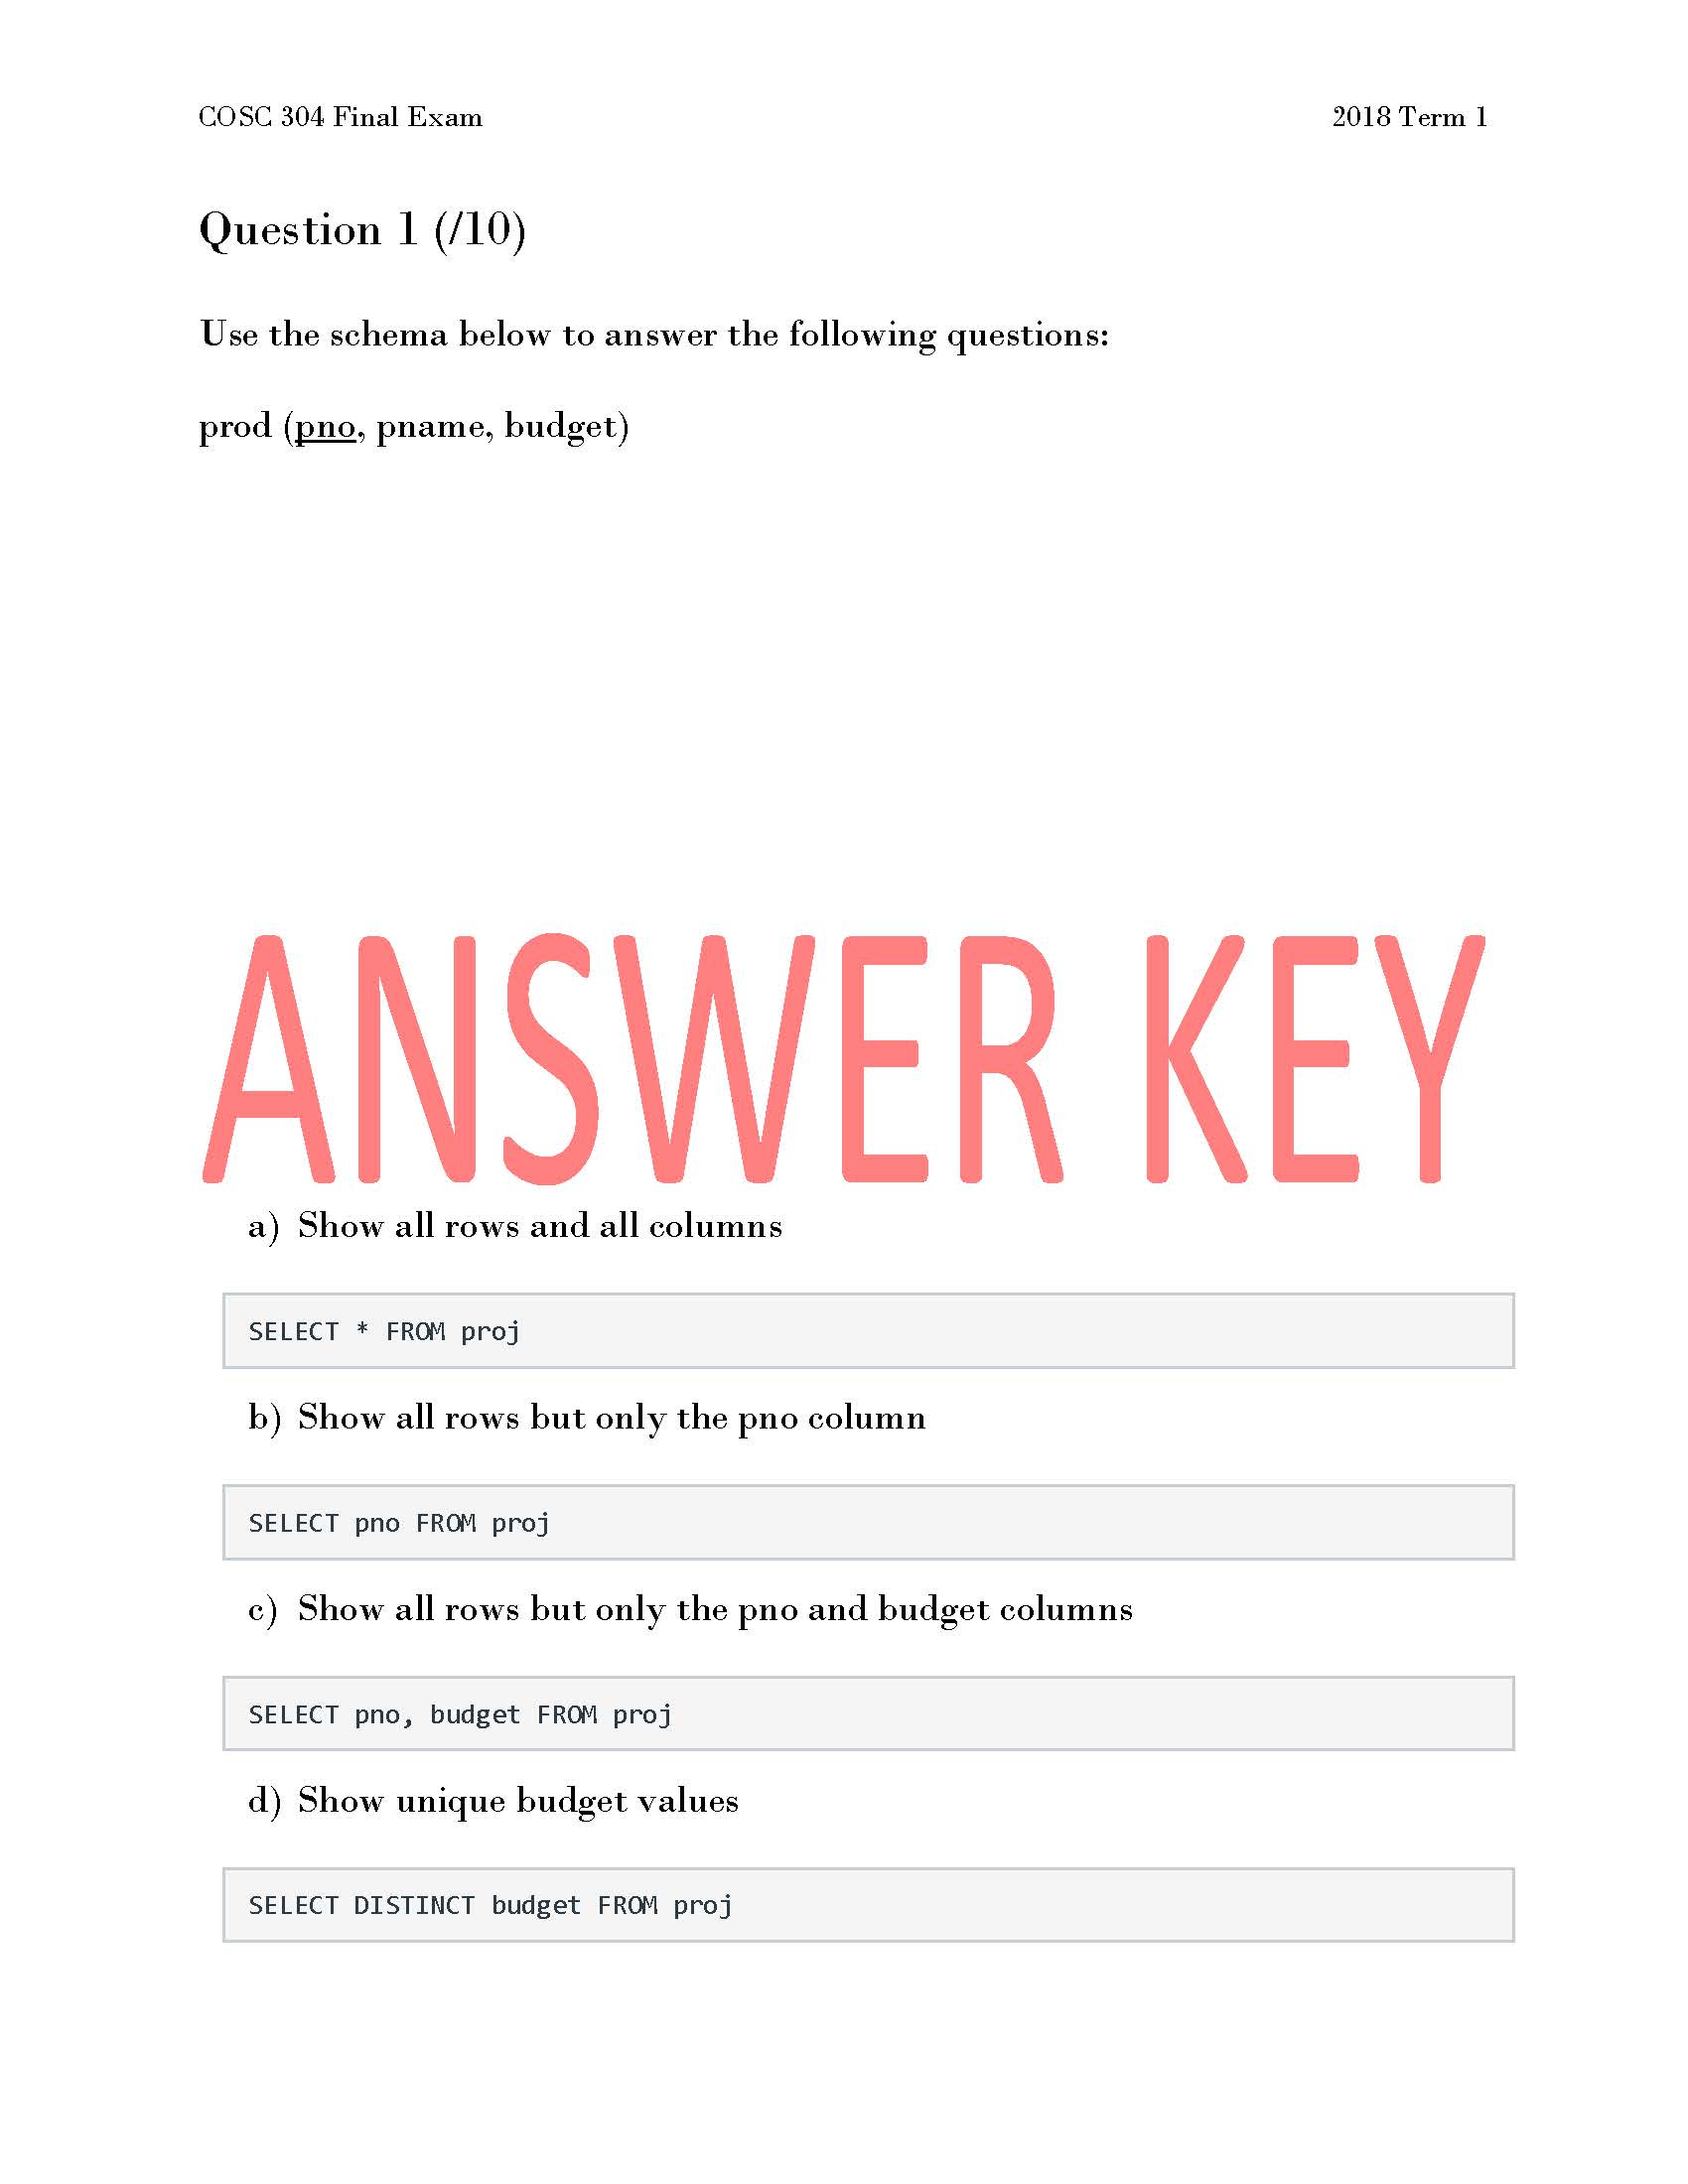 COSC 304 Final Exam 2018 Term 1
Question 1 (/10)
Use the schema below to answer the following questions:
prod (pno, pname, budget)
ANSWER KEY
a) Show all rows and all columns
SELECT * FROM proj
b) Show all rows but only the pno column
SELECT pno FROM proj
c) Show all rows but only the pno and budget columns
SELECT pno, budget FROM proj
d) Show unique budget values
SELECT DISTINCT budget FROM proj